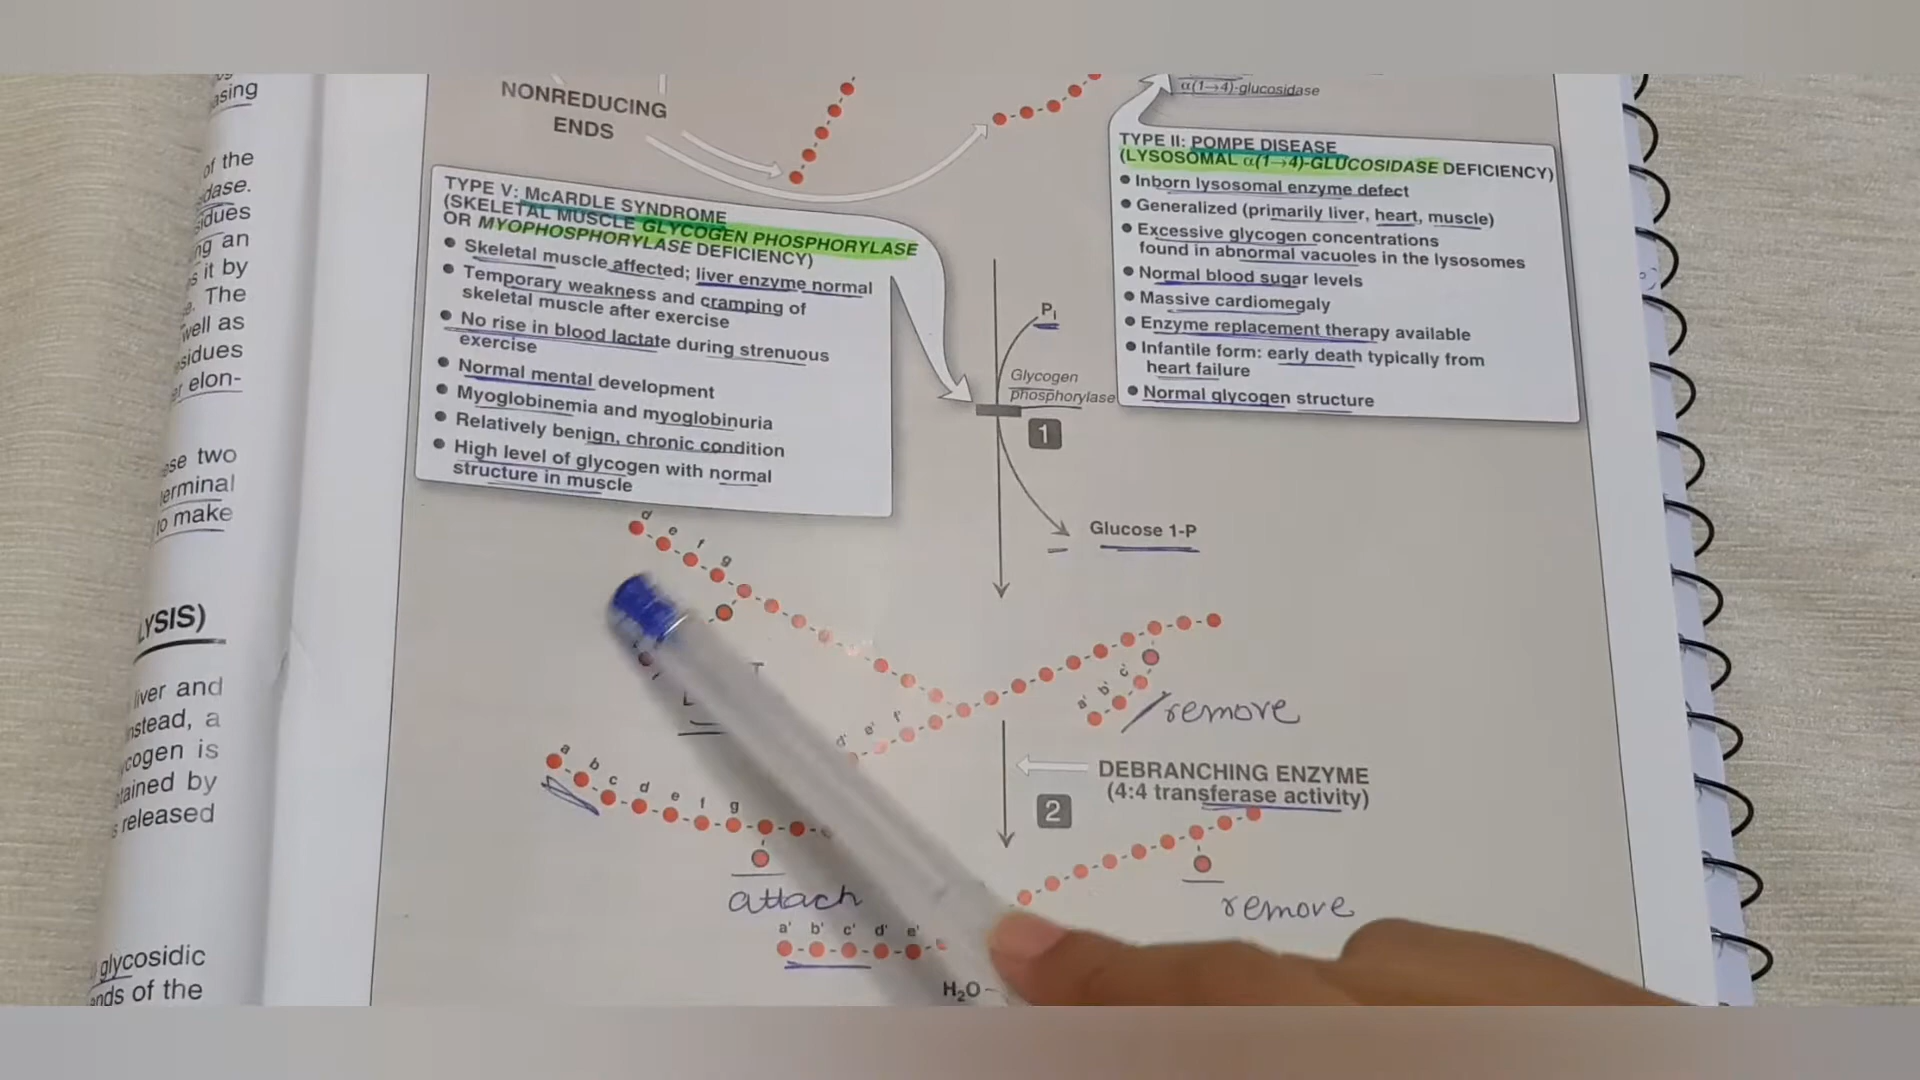 asing
of the
dase.
sidues
ng an
s it by
e. The
well as
sidues
er elon-
ese two
terminal
to make
LYSIS)
liver and
instead, a
cogen is
tained by
s released
glycosidic
ends of the
NONREDUCING
ENDS
TYPE V: McARDLE SYNDROME
(SKELETAL MUSCLE GLYCOGEN PHOSPHORYLASE
OR MYOPHOSPHORYLASE DEFICIENCY)
● Skeletal muscle affected; liver enzyme normal
● Temporary weakness and cramping of
skeletal muscle after exercise
● No rise in blood lactate during strenuous
exercise
● Normal mental development
● Myoglobinemia and myoglobinuria
● Relatively benign, chronic condition
● High level of glycogen with normal
structure in muscle
α(1→4)-glucosidase
TYPE II: POMPE DISEASE
(LYSOSOMAL α(1→4)-GLUCOSIDASE DEFICIENCY)
● Inborn lysosomal enzyme defect
● Generalized (primarily liver, heart, muscle)
● Excessive glycogen concentrations
found in abnormal vacuoles in the lysosomes
● Normal blood sugar levels
● Massive cardiomegaly
● Enzyme replacement therapy available
● Infantile form: early death typically from
heart failure
● Normal glycogen structure
Pi
Glycogen
phosphorylase
1
Glucose 1-P
d e f g
a' b' c'
remove
d' e' f'
DEBRANCHING ENZYME
(4:4 transferase activity)
2
a b c d e f g
attach
remove
a' b' c' d' e'
H₂O